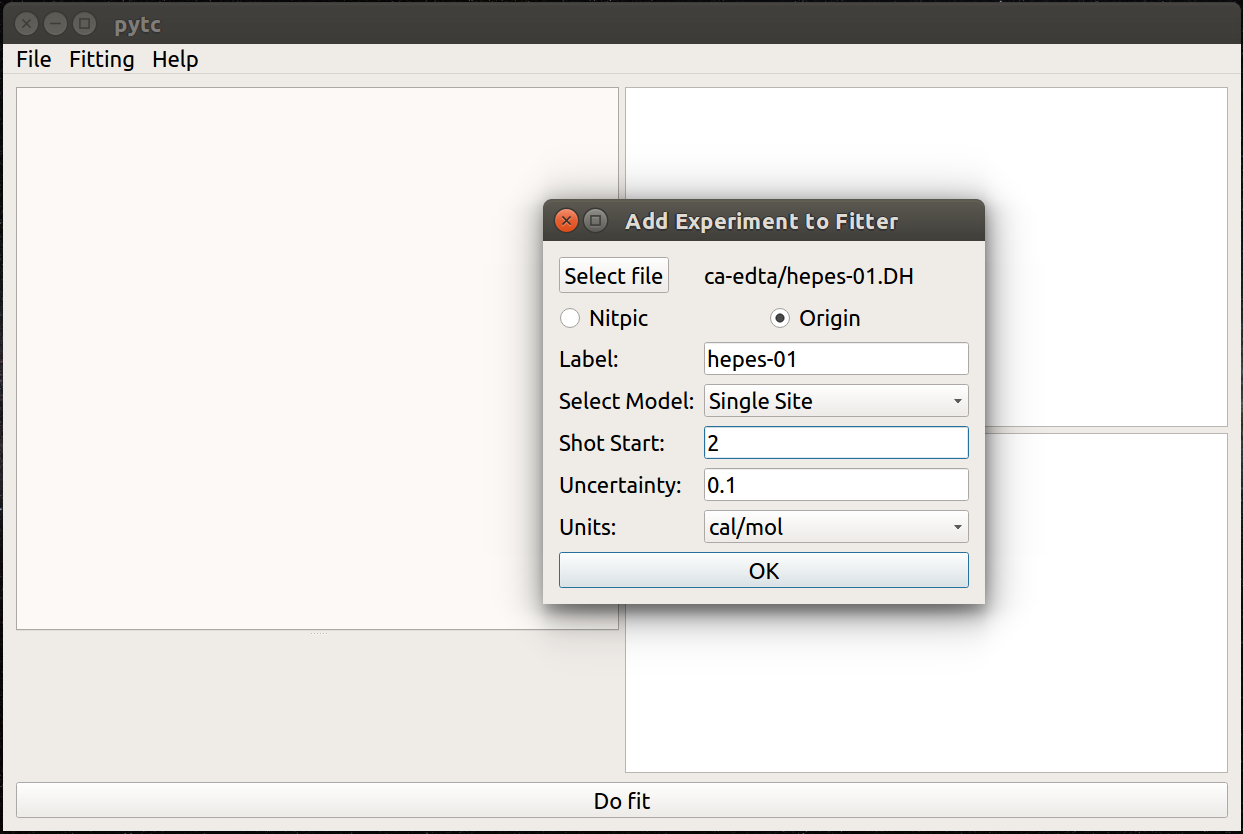 pytc
File Fitting Help
Add Experiment to Fitter
Select file ca-edta/hepes-01.DH
Nitpic Origin
Label: hepes-01
Select Model: Single Site
Shot Start: 2
Uncertainty: 0.1
Units: cal/mol
OK
Do fit